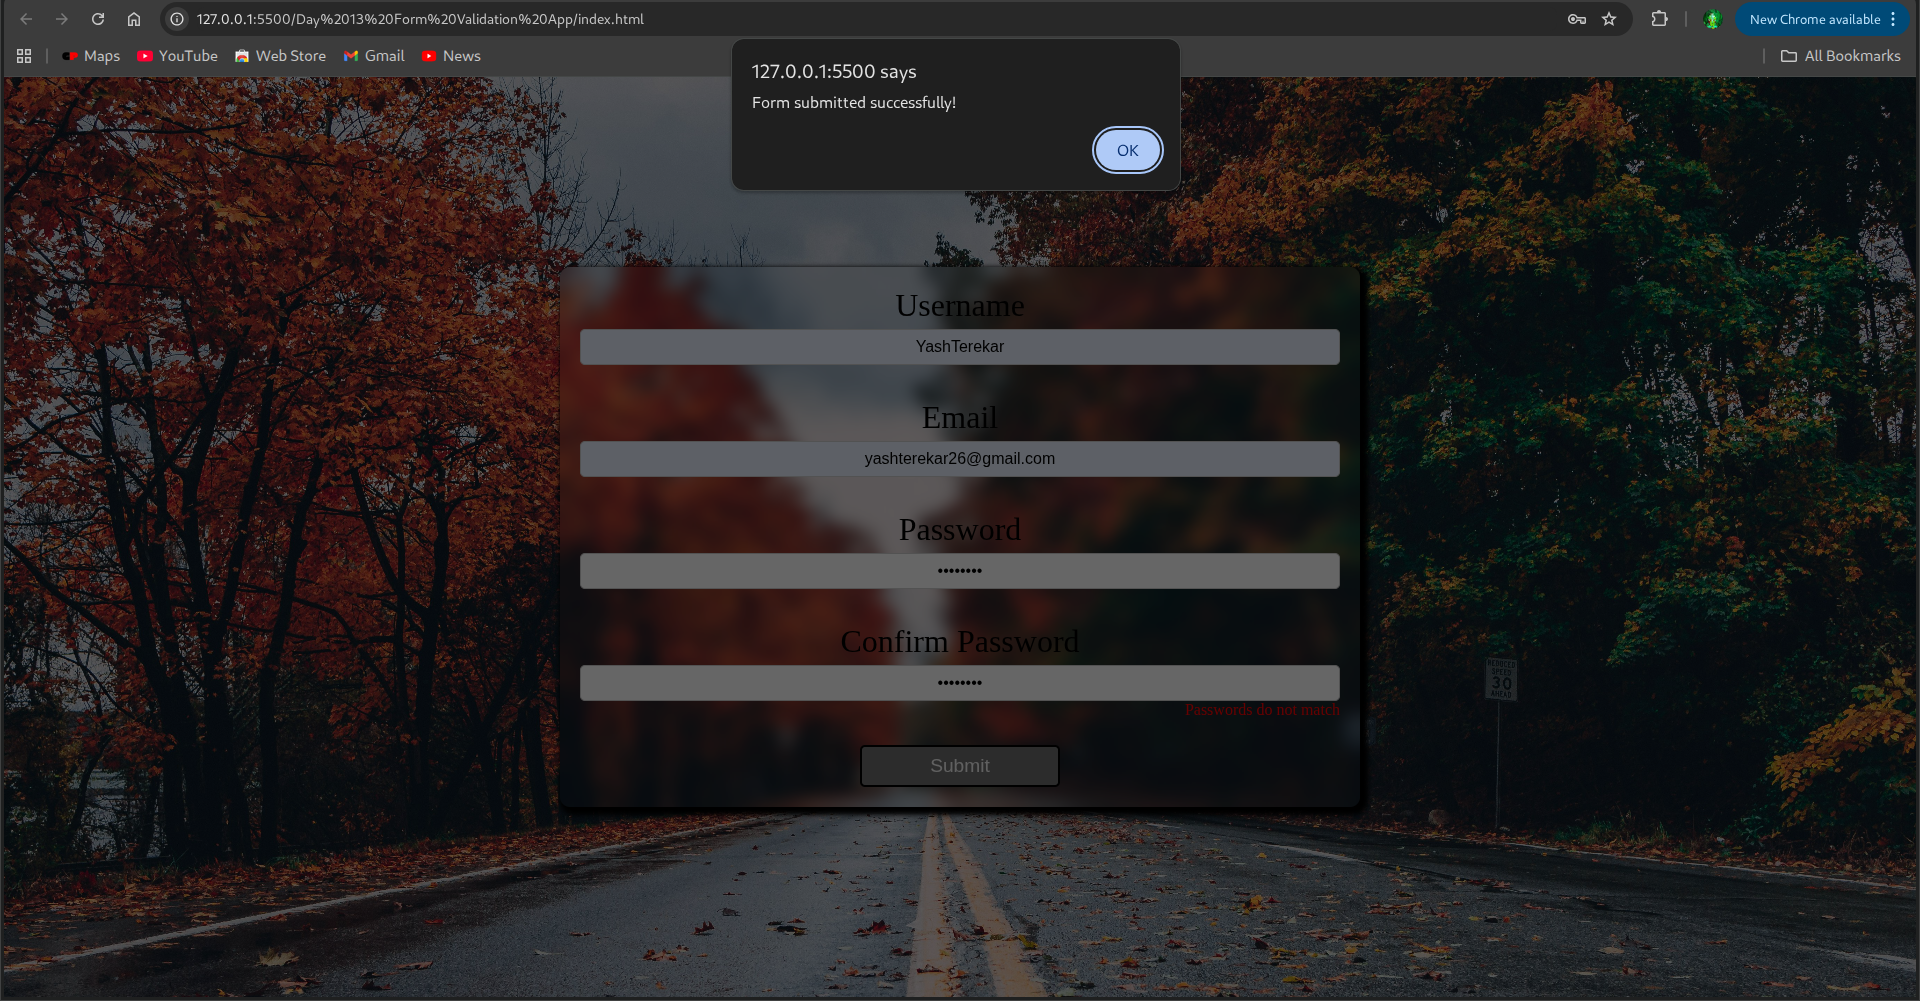 127.0.0.1:5500/Day%2013%20Form%20Validation%20App/index.html
New Chrome available
Maps
YouTube
Web Store
Gmail
News
All Bookmarks
127.0.0.1:5500 says
Form submitted successfully!
OK
Username
YashTerekar
Email
yashterekar26@gmail.com
Password
••••••••
Confirm Password
••••••••
Passwords do not match
Submit
REDUCED
SPEED
30
AHEAD